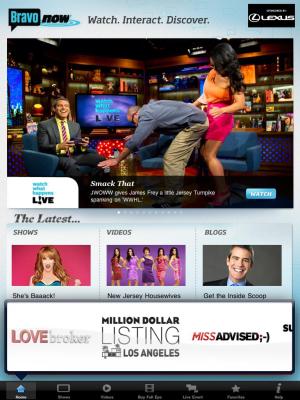 Bravo now
Watch. Interact. Discover.
SPONSORED BY
LEXUS
WATCH WHAT HAPPENS
LIVE
watch what happens
LIVE
Smack That
JWOWW gives James Frey a little Jersey Turnpike
spanking on 'WWHL.'
WATCH
The Latest...
SHOWS
VIDEOS
BLOGS
She's Baaack!
New Jersey Housewives
Get the Inside Scoop
LOVE broker
MILLION DOLLAR
LISTING
LOS ANGELES
MISSADVISED;-)
Home
Shows
Videos
Buy Full Eps
Live Event
Favorites
Help